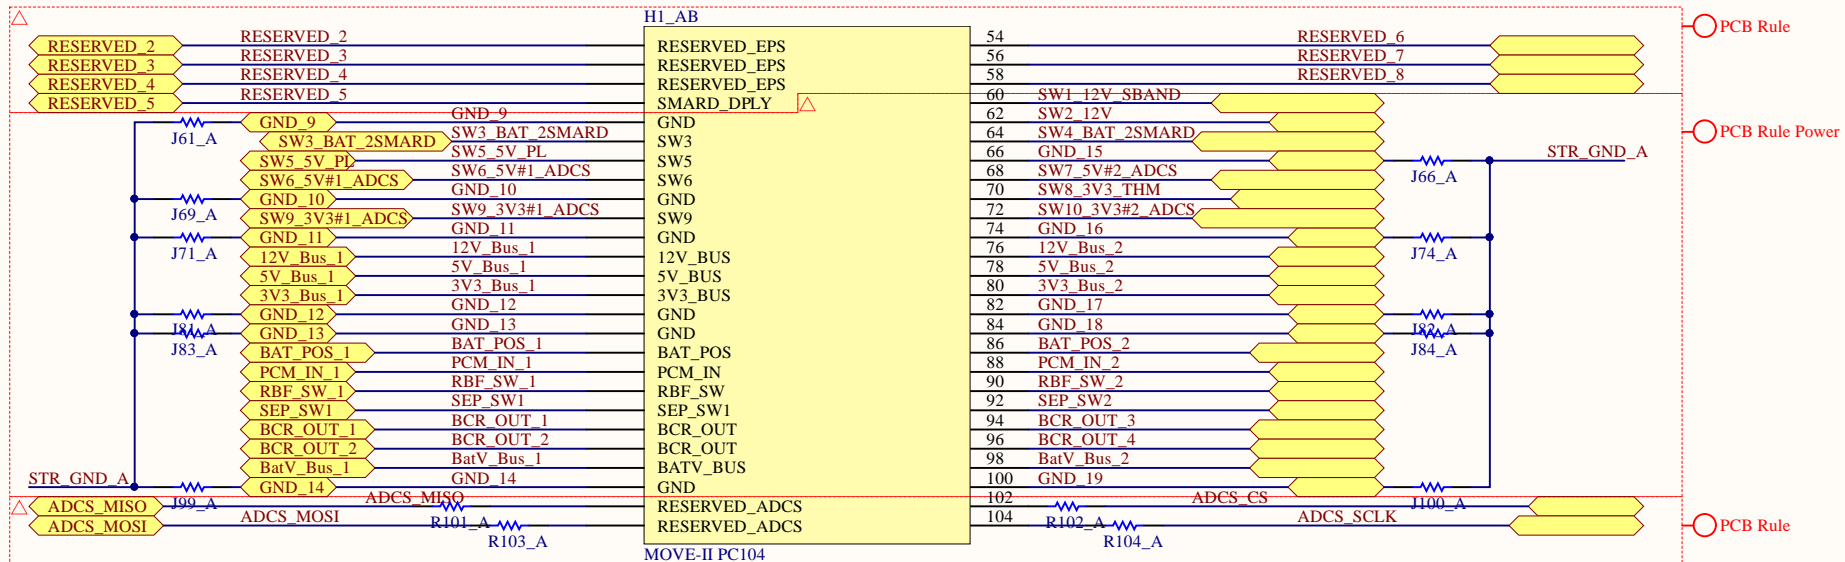 H1_AB
RESERVED_2 RESERVED_2 RESERVED_EPS 54 RESERVED_6 PCB Rule
RESERVED_3 RESERVED_3 RESERVED_EPS 56 RESERVED_7
RESERVED_4 RESERVED_4 RESERVED_EPS 58 RESERVED_8
RESERVED_5 RESERVED_5 SMARD_DPLY 60 SW1_12V_SBAND
J61_A GND_9 GND_9 GND 62 SW2_12V
SW3_BAT_2SMARD SW3_BAT_2SMARD SW3 64 SW4_BAT_2SMARD PCB Rule Power
SW5_5V_PL SW5_5V_PL SW5 66 GND_15 J66_A STR_GND_A
SW6_5V#1_ADCS SW6_5V#1_ADCS SW6 68 SW7_5V#2_ADCS
J69_A GND_10 GND_10 GND 70 SW8_3V3_THM
SW9_3V3#1_ADCS SW9_3V3#1_ADCS SW9 72 SW10_3V3#2_ADCS
J71_A GND_11 GND_11 GND 74 GND_16 J74_A
12V_Bus_1 12V_Bus_1 12V_BUS 76 12V_Bus_2
5V_Bus_1 5V_Bus_1 5V_BUS 78 5V_Bus_2
3V3_Bus_1 3V3_Bus_1 3V3_BUS 80 3V3_Bus_2
J81_A GND_12 GND_12 GND 82 GND_17 J82_A
J83_A GND_13 GND_13 GND 84 GND_18 J84_A
BAT_POS_1 BAT_POS_1 BAT_POS 86 BAT_POS_2
PCM_IN_1 PCM_IN_1 PCM_IN 88 PCM_IN_2
RBF_SW_1 RBF_SW_1 RBF_SW 90 RBF_SW_2
SEP_SW1 SEP_SW1 SEP_SW1 92 SEP_SW2
BCR_OUT_1 BCR_OUT_1 BCR_OUT 94 BCR_OUT_3
BCR_OUT_2 BCR_OUT_2 BCR_OUT 96 BCR_OUT_4
BatV_Bus_1 BatV_Bus_1 BATV_BUS 98 BatV_Bus_2
STR_GND_A J99_A GND_14 GND_14 GND 100 GND_19 J100_A
ADCS_MISO ADCS_MISO R101_A RESERVED_ADCS 102 R102_A ADCS_CS
ADCS_MOSI ADCS_MOSI R103_A RESERVED_ADCS 104 R104_A ADCS_SCLK PCB Rule
MOVE-II PC104